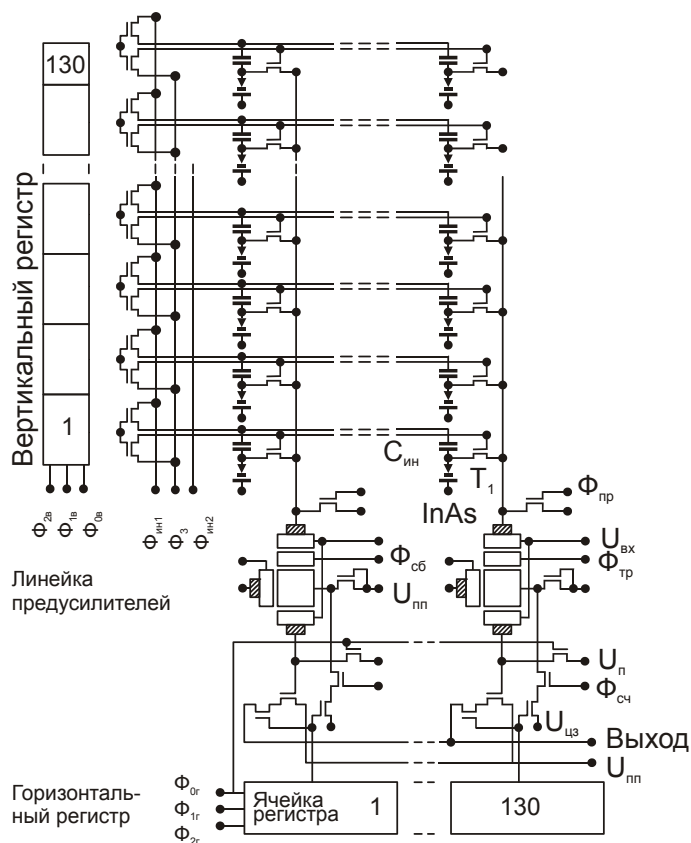 130
Вертикальный регистр
1
Cин
T1
InAs
Φ2в
Φ1в
Φ0в
Φин1
Φ3
Φин2
Φпр
Uвх
Φсб
Φтр
Линейка
предусилителей
Uпп
Uп
Φсч
Uцз
Выход
Uпп
Φ0г
Φ1г
Φ2г
Горизонталь-
ный регистр
Ячейка
регистра
1
130